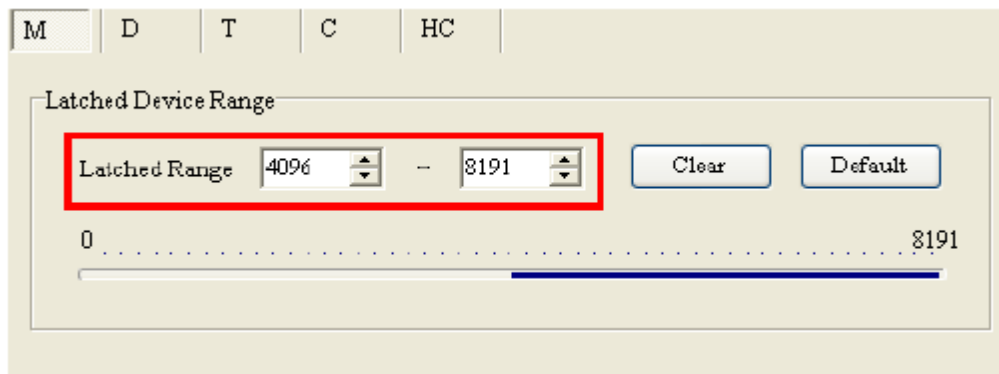 M D T C HC
Latched Device Range
Latched Range 4096 – 8191 Clear Default
0 8191